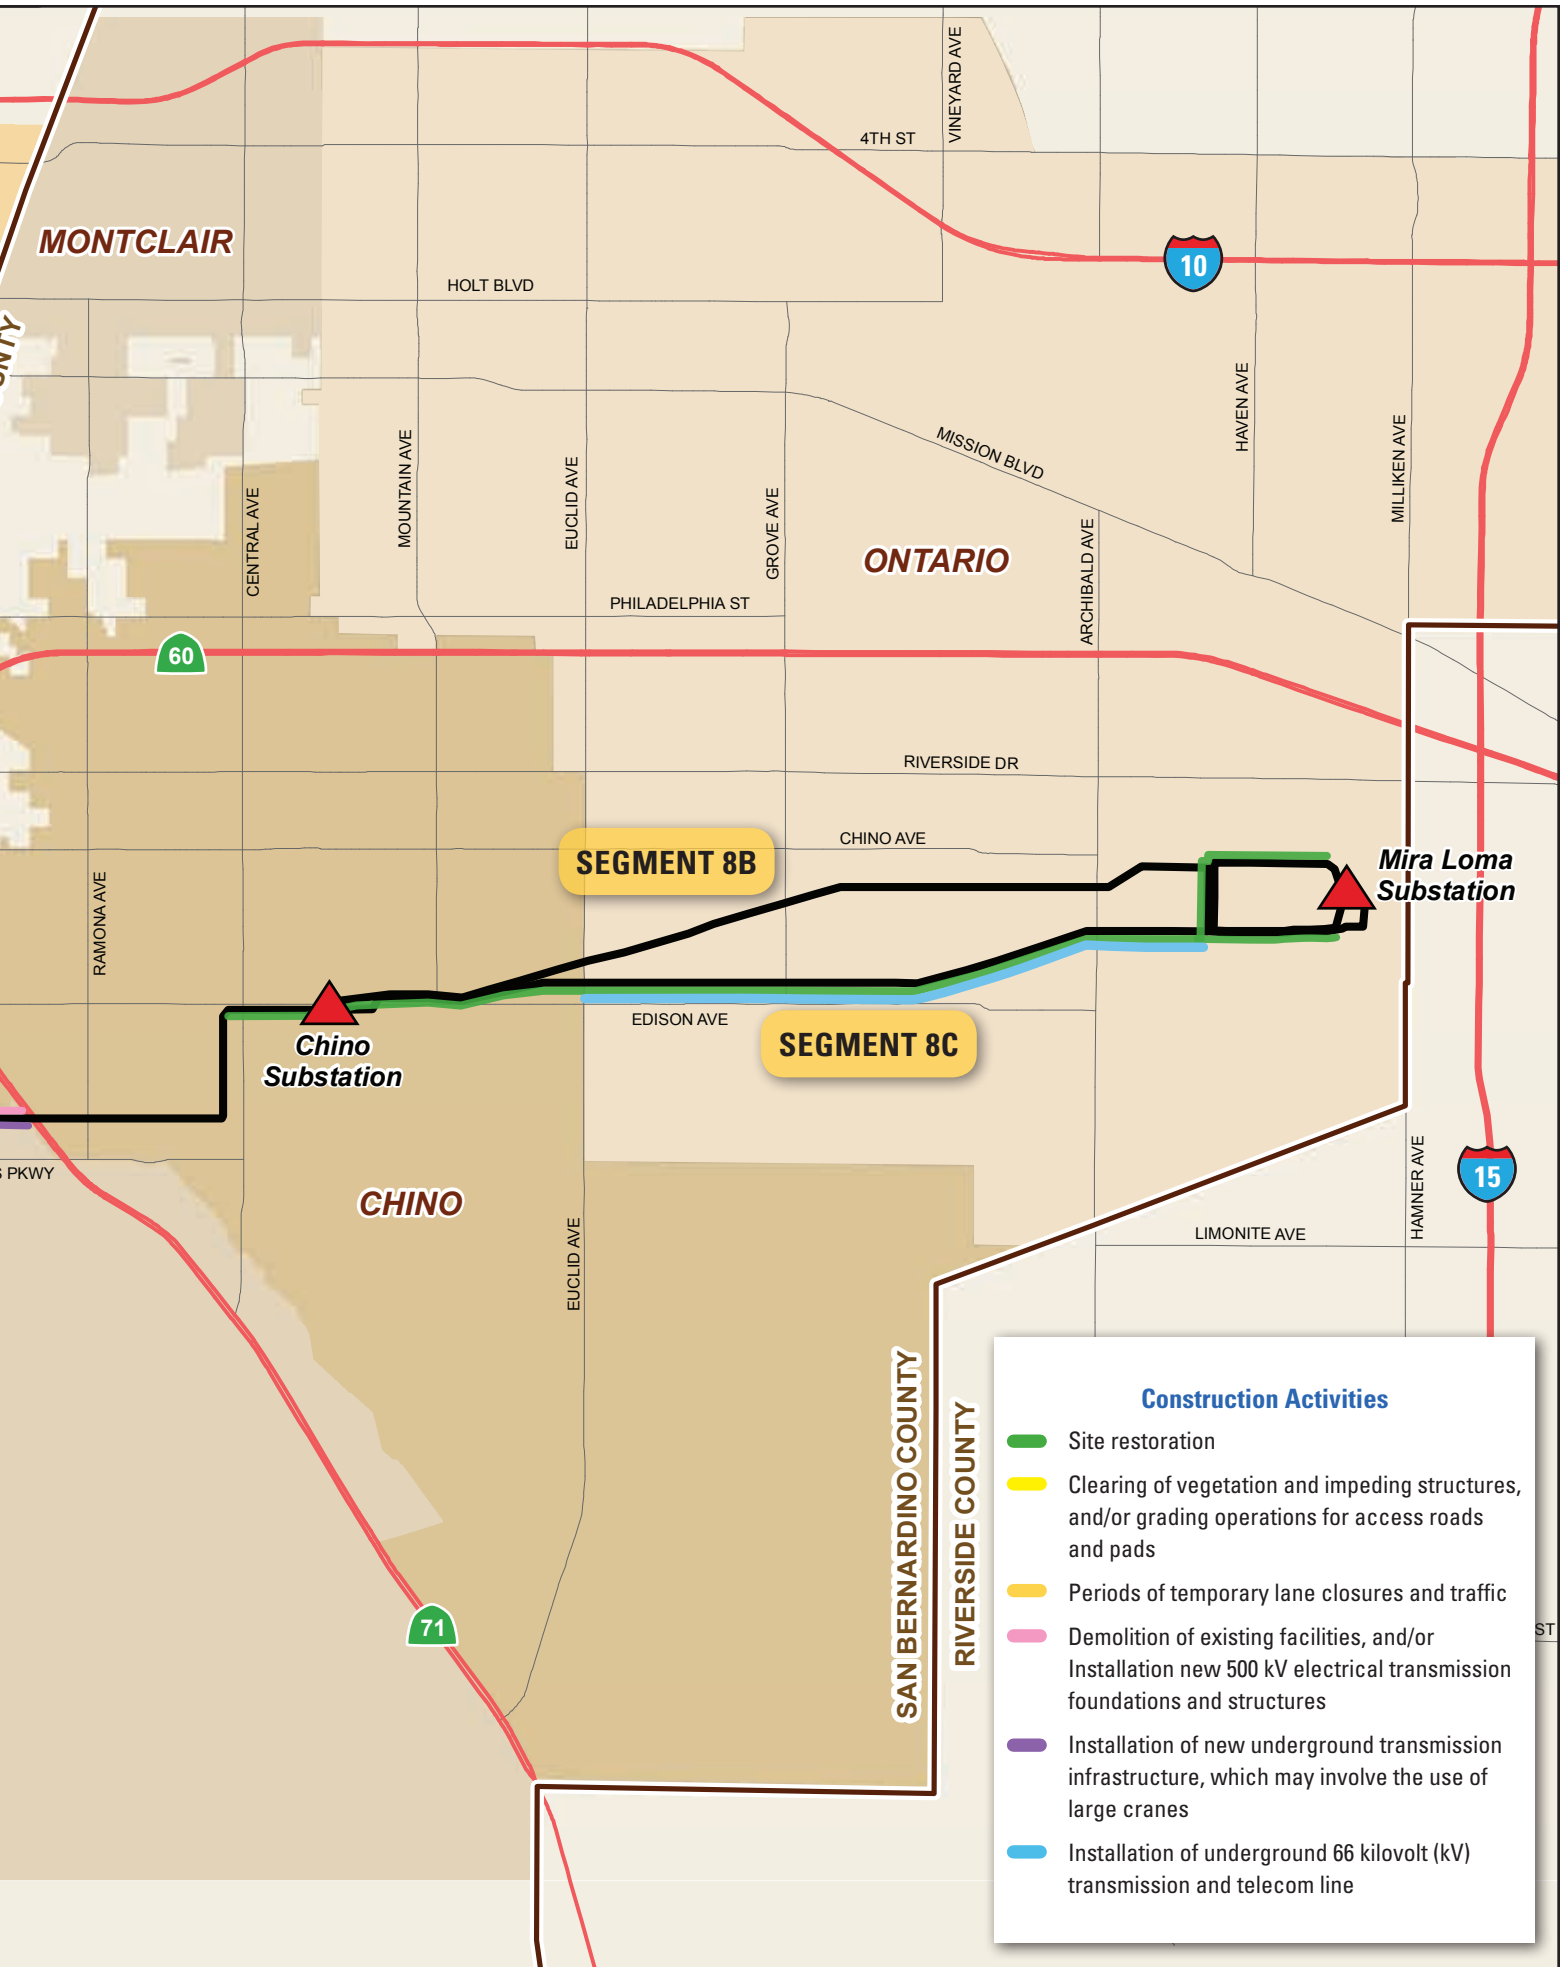 VINEYARD AVE
4TH ST
MONTCLAIR
10
HOLT BLVD
HAVEN AVE
MILLIKEN AVE
MOUNTAIN AVE
EUCLID AVE
CENTRAL AVE
GROVE AVE
MISSION BLVD
ONTARIO
ARCHIBALD AVE
PHILADELPHIA ST
60
RIVERSIDE DR
CHINO AVE
SEGMENT 8B
Mira Loma
Substation
RAMONA AVE
EDISON AVE
SEGMENT 8C
Chino
Substation
PKWY
CHINO
EUCLID AVE
HAMNER AVE
15
LIMONITE AVE
SAN BERNARDINO COUNTY
RIVERSIDE COUNTY
71
ST
Construction Activities
Site restoration
Clearing of vegetation and impeding structures,
and/or grading operations for access roads
and pads
Periods of temporary lane closures and traffic
Demolition of existing facilities, and/or
Installation new 500 kV electrical transmission
foundations and structures
Installation of new underground transmission
infrastructure, which may involve the use of
large cranes
Installation of underground 66 kilovolt (kV)
transmission and telecom line